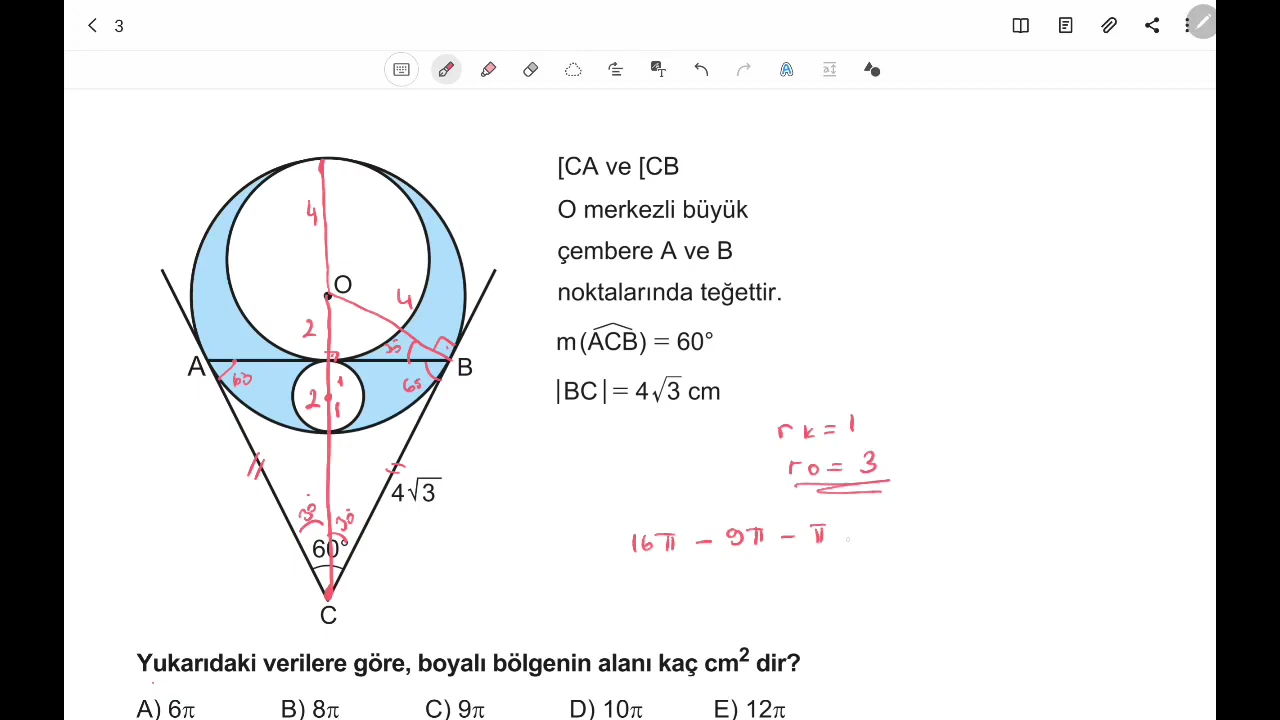 3
[CA ve [CB
O merkezli büyük
çembere A ve B
noktalarında teğettir.
m(ACB) = 60°
|BC| = 4√3 cm
4
O
4
2
30
A
60
60
B
2
1
1
4√3
30°
30°
60°
C
rк = 1
ro = 3
16π - 9π - π
Yukarıdaki verilere göre, boyalı bölgenin alanı kaç cm² dir?
A) 6π B) 8π C) 9π D) 10π E) 12π